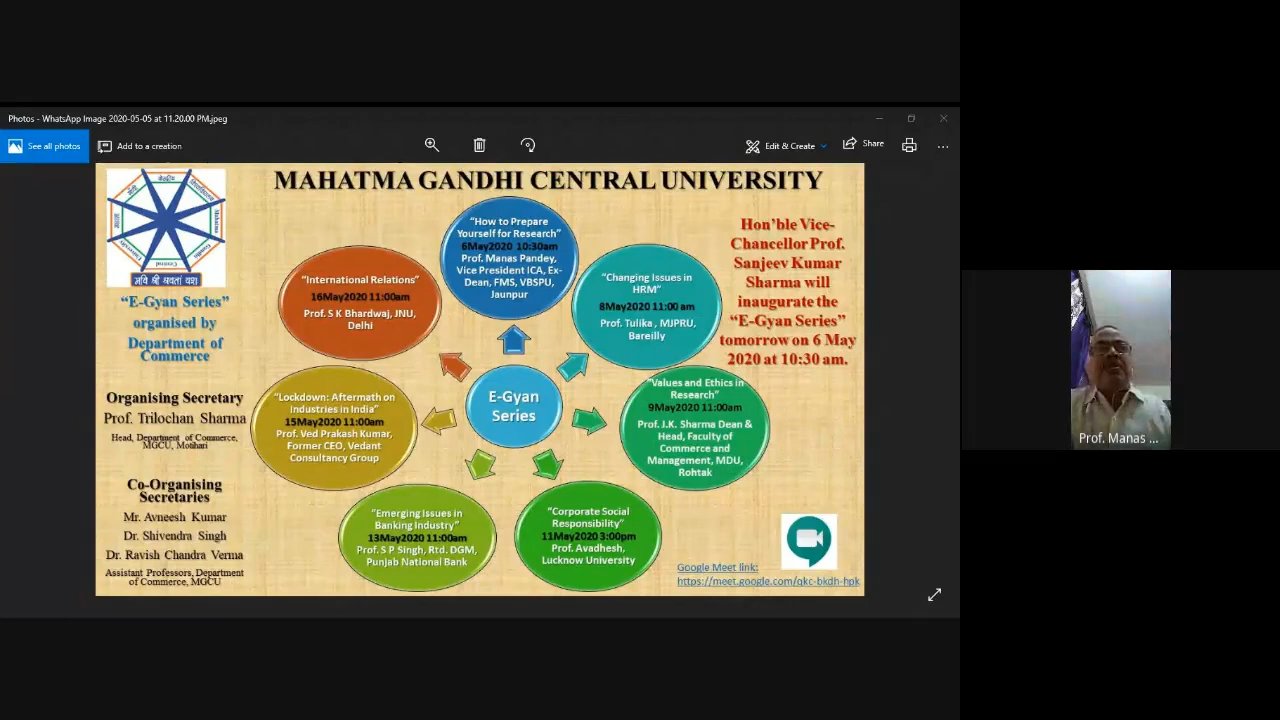 Photos - WhatsApp Image 2020-05-05 at 11.20.00 PM.jpeg
See all photos
Add to a creation
Edit & Create
Share
MAHATMA GANDHI CENTRAL UNIVERSITY
"E-Gyan Series"
organised by
Department of
Commerce
Organising Secretary
Prof. Trilochan Sharma
Head, Department of Commerce,
MGCU, Motihari
Co-Organising
Secretaries
Mr. Avneesh Kumar
Dr. Shivendra Singh
Dr. Ravish Chandra Verma
Assistant Professors, Department
of Commerce, MGCU
E-Gyan
Series
"How to Prepare
Yourself for Research"
6May2020 10:30am
Prof. Manas Pandey,
Vice President ICA, Ex-
Dean, FMS, VBSPU,
Jaunpur
"Changing Issues in
HRM"
8May2020 11:00 am
Prof. Tulika , MJPRU,
Bareilly
"Values and Ethics in
Research"
9May2020 11:00am
Prof. J.K. Sharma Dean &
Head, Faculty of
Commerce and
Management, MDU,
Rohtak
"Corporate Social
Responsibility"
11May2020 3:00pm
Prof. Avadhesh,
Lucknow University
"Emerging Issues in
Banking Industry"
13May2020 11:00am
Prof. S P Singh, Rtd. DGM,
Punjab National Bank
"Lockdown: Aftermath on
Industries in India"
15May2020 11:00am
Prof. Ved Prakash Kumar,
Former CEO, Vedant
Consultancy Group
"International Relations"
16May2020 11:00am
Prof. S K Bhardwaj, JNU,
Delhi
Hon'ble Vice-
Chancellor Prof.
Sanjeev Kumar
Sharma will
inaugurate the
"E-Gyan Series"
tomorrow on 6 May
2020 at 10:30 am.
Google Meet link:
https://meet.google.com/qkc-bkdh-hpk
Prof. Manas ...